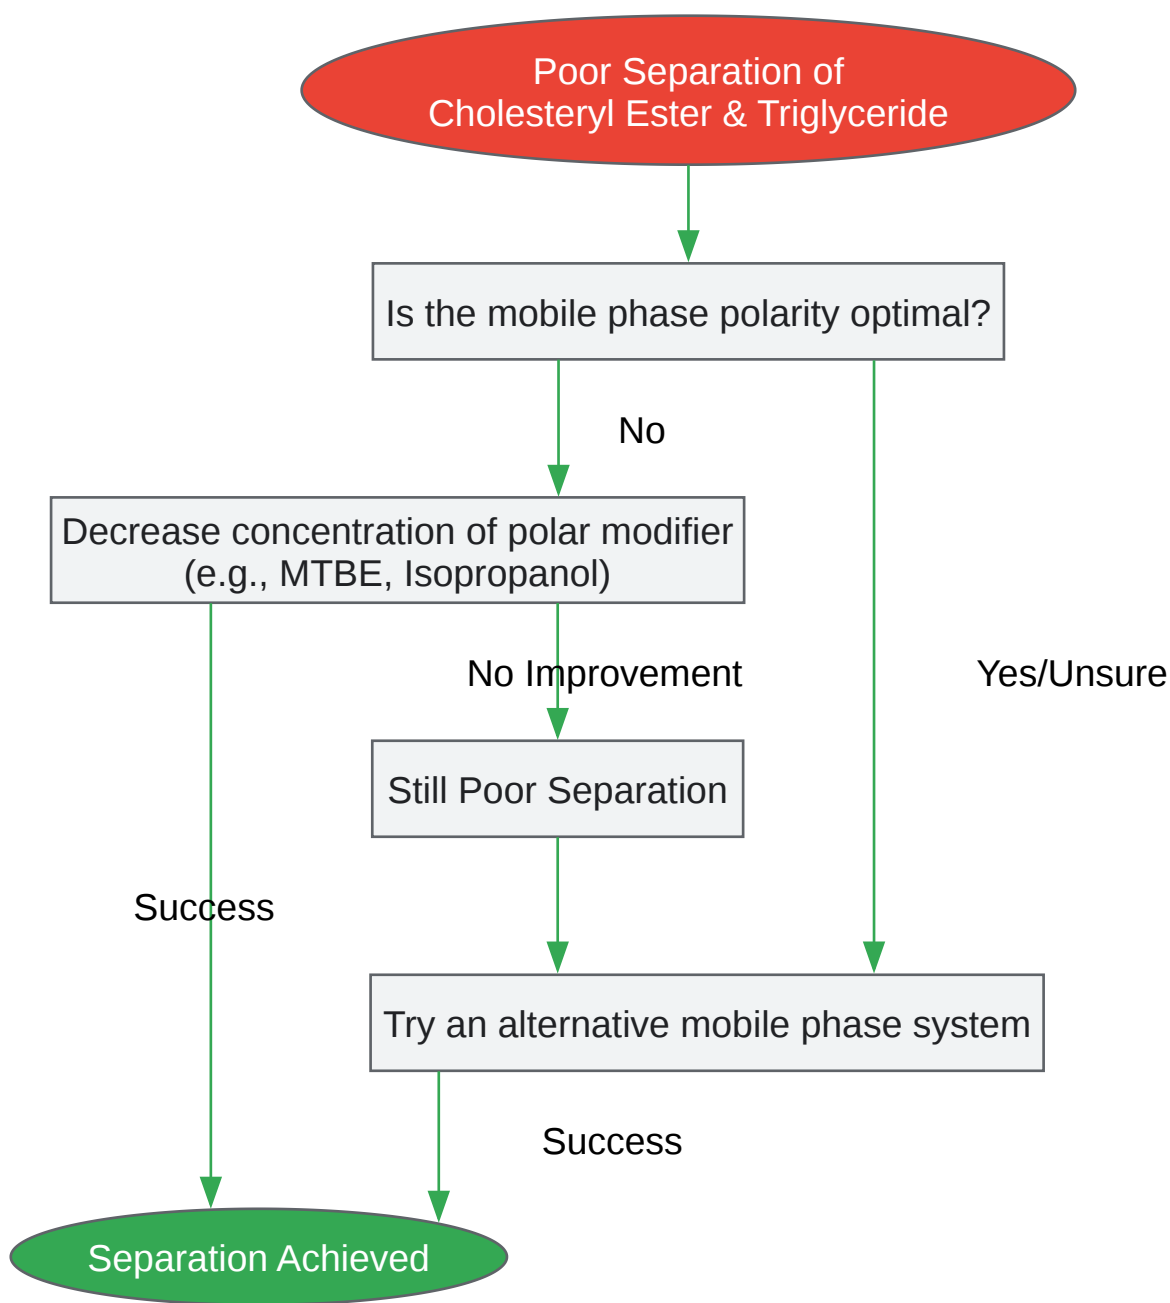 Poor Separation of
Cholesteryl Ester & Triglyceride
Is the mobile phase polarity optimal?
No
Decrease concentration of polar modifier
(e.g., MTBE, Isopropanol)
No Improvement
Yes/Unsure
Still Poor Separation
Success
Try an alternative mobile phase system
Success
Separation Achieved